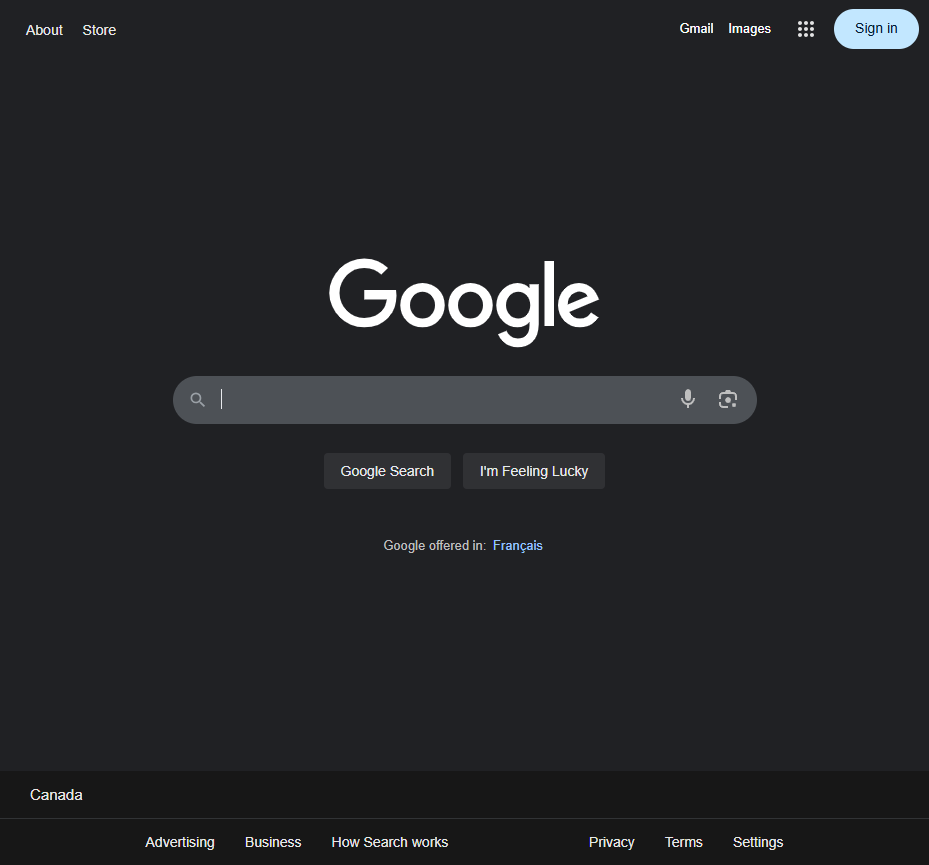 About Store Gmail Images Sign in
Google
Google Search I'm Feeling Lucky
Google offered in: Français
Canada
Advertising Business How Search works Privacy Terms Settings